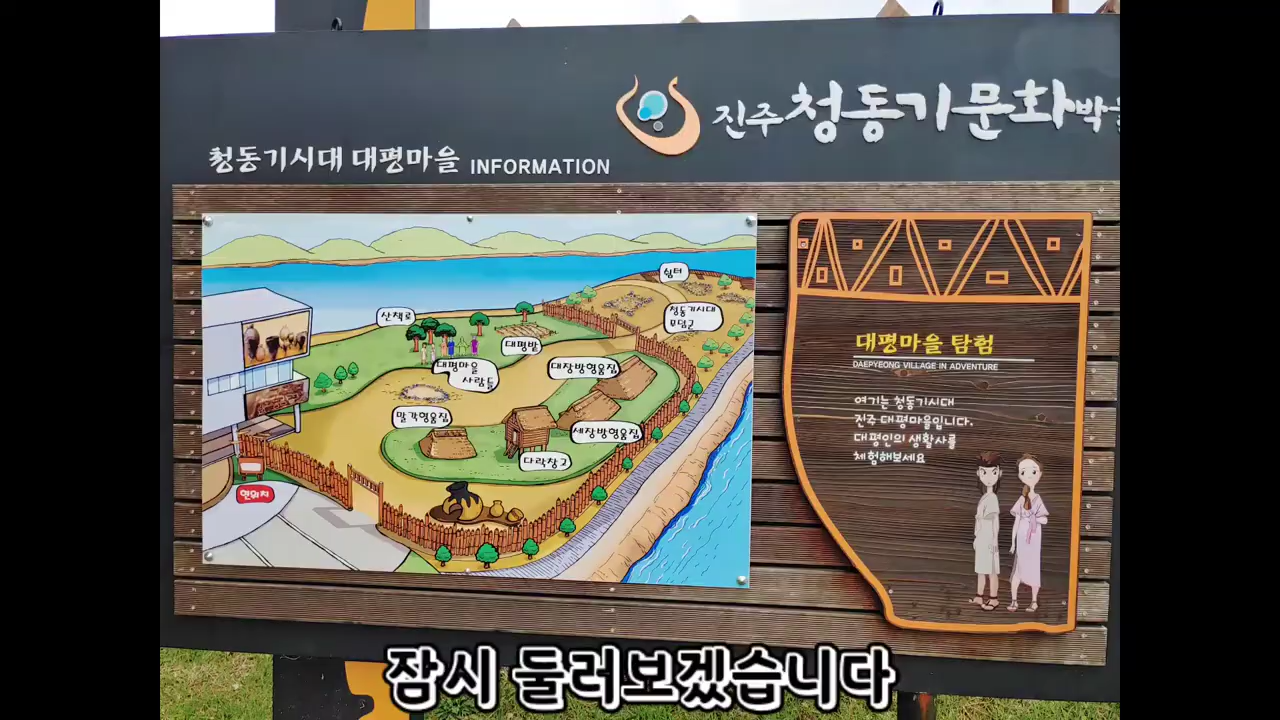 진주청동기문화박
청동기시대 대평마을 INFORMATION
쉼터
산책로
청동기시대
무덤군
대평밭
대평마을
사람들
대장방형움집
말각형움집
세장방형움집
다락창고
현위치
대평마을 탐험
DAEPYEONG VILLAGE IN ADVENTURE
여기는 청동기시대
진주 대평마을입니다.
대평인의 생활사를
체험해보세요
잠시 둘러보겠습니다